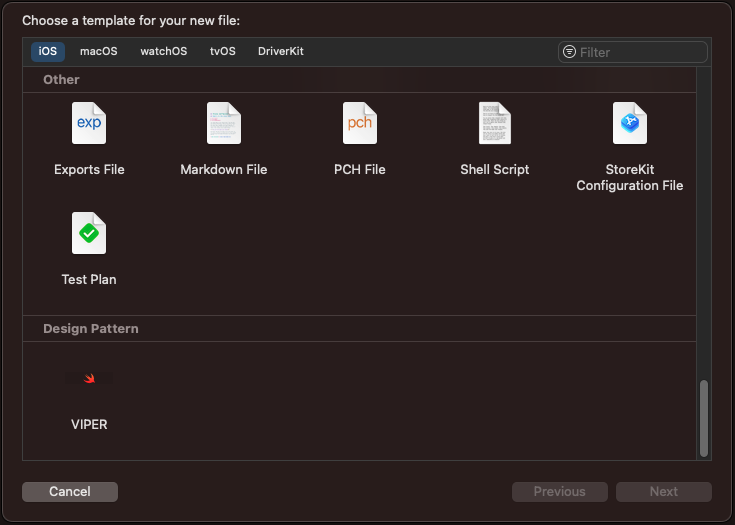 Choose a template for your new file:
iOS macOS watchOS tvOS DriverKit Filter
Other
exp pch
Exports File Markdown File PCH File Shell Script StoreKit
Configuration File
Test Plan
Design Pattern
VIPER
Cancel Previous Next